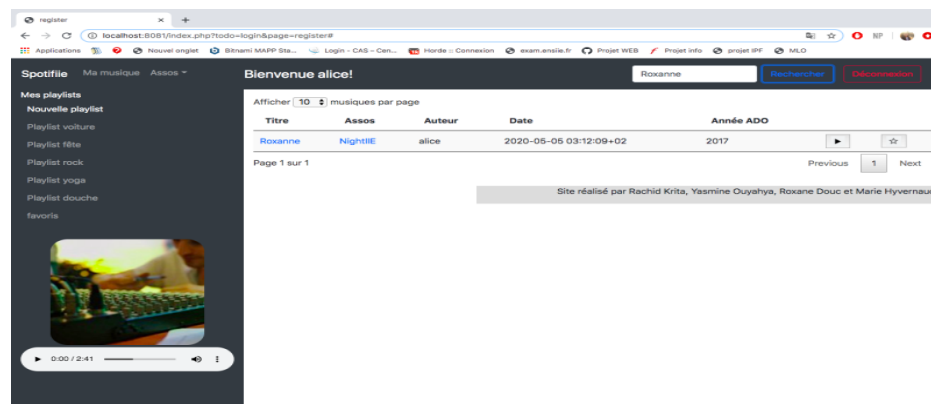 register
localhost:8081/index.php?todo=login&page=register#
Applications
Nouvel onglet
Bitnami MAPP Sta...
Login - CAS – Cen...
Horde :: Connexion
exam.ensiie.fr
Projet WEB
Projet info
projet IPF
MLO
Spotifiie Ma musique Assos
Bienvenue alice!
Roxanne
Rechercher
Déconnexion
Mes playlists
Nouvelle playlist
Playlist voiture
Playlist fête
Playlist rock
Playlist yoga
Playlist douche
favoris
0:00 / 2:41
Afficher 10 musiques par page
Titre Assos Auteur Date Année ADO
Roxanne NightIIE alice 2020-05-05 03:12:09+02 2017
Page 1 sur 1
Previous 1 Next
Site réalisé par Rachid Krita, Yasmine Ouyahya, Roxane Douc et Marie Hyvernau